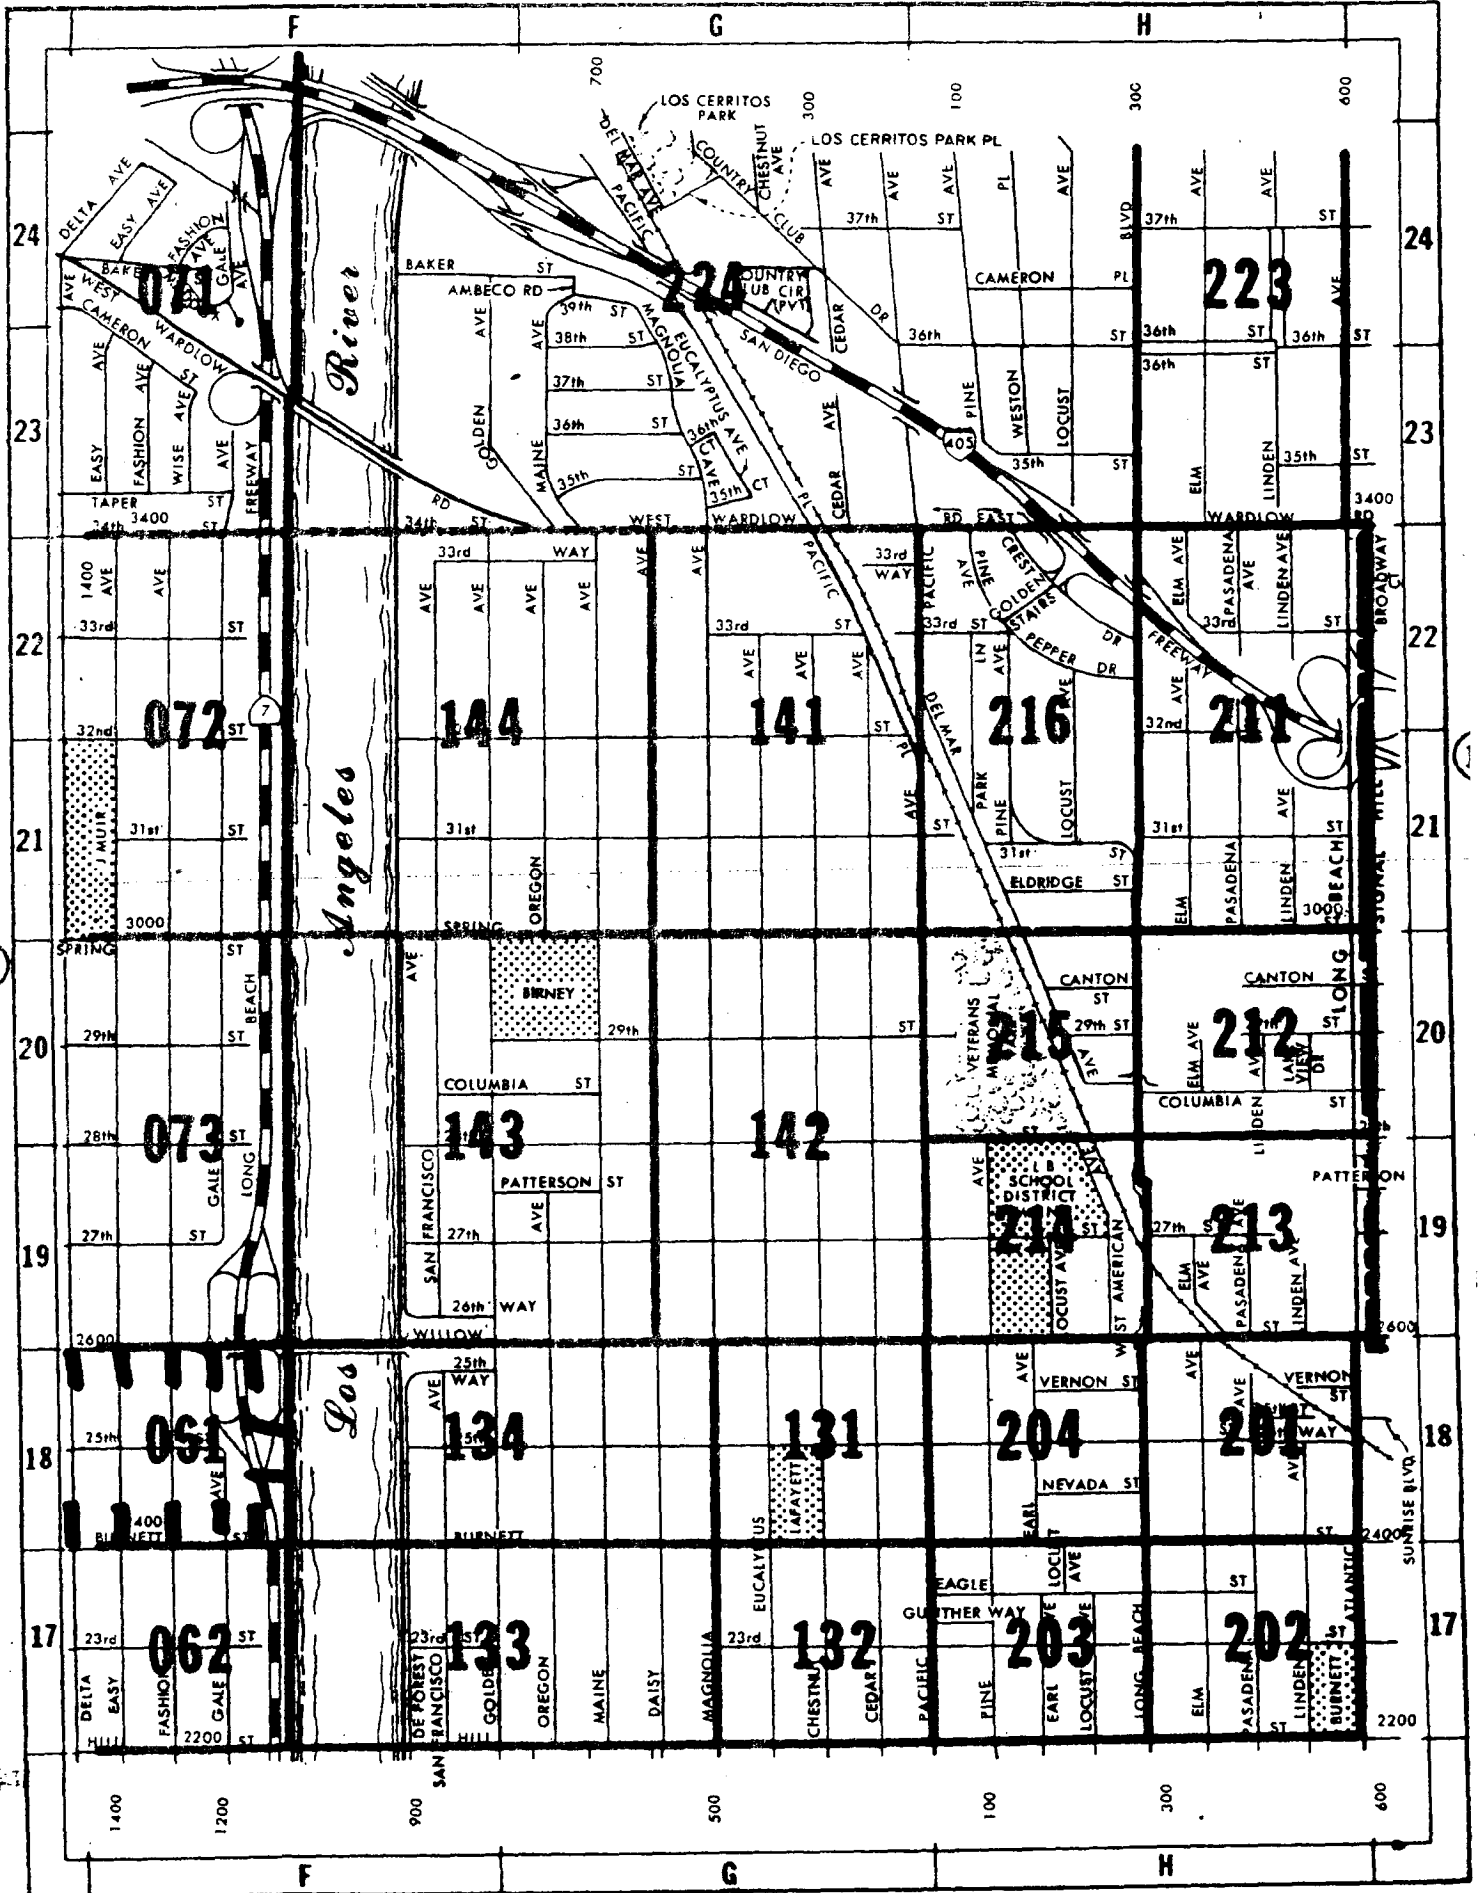 F
G
H
700
300
100
300
600
LOS CERRITOS
PARK
LOS CERRITOS PARK PL
DEL MAR AVE
PACIFIC
COUNTRY
CLUB
CHESTNUT
AVE
AVE
AVE
AVE
PL
AVE
BLVD
AVE
AVE
DELTA AVE
EASY AVE
FASHION
AVE
GALE
AVE
37th ST
37th ST
24
24
071
224
223
BAKER
BAKER ST
AMBECO RD
COUNTRY
CLUB CIR
(PVT)
CAMERON PL
AVE
WEST
WARDLOW
CAMERON
ST
River
39th ST
38th ST
37th ST
36th ST
35th ST
MAGNOLIA
EUCALYPTUS AVE
MAGNOLIA
AVE
36th
35th CT
SAN DIEGO
CEDAR
DR
36th ST
36th ST
36th ST
36th ST
23
23
EASY
AVE
FASHION
AVE
WISE
AVE
AVE
FREEWAY
GOLDEN
AVE
MAINE
AVE
AVE
CEDAR
PINE
WESTON
LOCUST
405
35th ST
35th ST
ELM
LINDEN
TAPER ST
3400
34th ST
RD
34th ST
WEST WARDLOW
PL
RD EAST
WARDLOW RD
3400
1400
AVE
AVE
33rd WAY
AVE
AVE
AVE
AVE
AVE
AVE
PACIFIC
33rd
WAY
PACIFIC
PINE
AVE
CREST
GOLDEN
STAIRS
DR
PEPPER DR
FREEWAY
ELM AVE
PASADENA
AVE
LINDEN AVE
BROADWAY
CT
33rd ST
33rd ST
33rd ST
33rd ST
22
22
AVE
AVE
AVE
LN
AVE
AVE
AVE
072
144
141
216
211
7
32nd ST
ST
32nd
PL
DEL MAR
J MUIR
31st ST
31st
ST
AVE
PARK
PINE
LOCUST
31st ST
31st ST
AVE
21
21
Angeles
OREGON
ELDRIDGE ST
ELM
PASADENA
LINDEN
3000
BEACH
SIGNAL HILL
3000
SPRING ST
SPRING
AVE
BIRNEY
BEACH
VETERANS
MEMORIAL
PARK
CANTON
ST
CANTON
LONG
215
212
29th ST
29th ST
29th ST
ST
20
20
AVE
ELM AVE
AVE
VIEW
DR
COLUMBIA ST
COLUMBIA ST
LINDEN
073
143
142
28th ST
ST
GALE
LONG
SAN FRANCISCO
PATTERSON ST
PATTERSON
AVE
AVE
L B
SCHOOL
DISTRICT
AVE
214
213
27th ST
27th
ST
27th
19
19
AVE
ELM
AVE
PASADENA
AVE
LINDEN AVE
WEST AMERICAN
26th WAY
WILLOW
2600
ST
2600
25th
WAY
AVE
AVE
VERNON ST
AVE
AVE
VERNON
ST
Los
061
134
131
204
201
25th
WAY
18
18
AVE
LAFAYETTE
NEVADA ST
AVE
EARL
SUNRISE BLVD
2400
BURNETT ST
BURNETT
ST
2400
EUCALYPTUS
LOCUST
AVE
ATLANTIC
EAGLE ST
GUNTHER WAY
062
133
132
203
202
17
17
23rd ST
23rd ST
23rd
ST
DELTA
EASY
FASHION
GALE
DE FOREST
SAN FRANCISCO
GOLDEN
OREGON
MAINE
DAISY
MAGNOLIA
CHESTNUT
CEDAR
PACIFIC
PINE
EARL
LOCUST
LONG BEACH
ELM
PASADENA
LINDEN
BURNETT
HILL
2200
ST
HILL
ST
2200
1400
1200
900
500
100
300
600
F
G
H